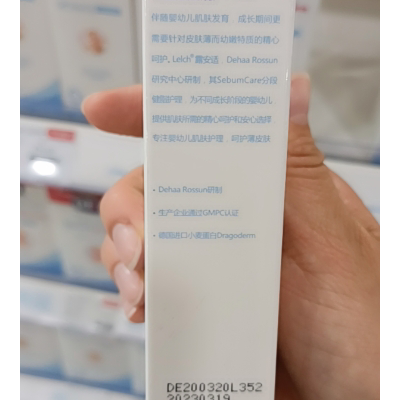 伴随婴幼儿肌肤发育，成长期间更
需要针对皮肤薄而幼嫩特质的精心
呵护。Leich®露安适，Dehaa Rossun
研究中心研制，其SebumCare分段
健固护理，为不同成长阶段的婴幼儿
提供肌肤所需的精心呵护和安心选择
专注婴幼儿肌肤护理，呵护薄皮肤
• Dehaa Rossun研制
• 生产企业通过GMPC认证
• 德国进口小麦蛋白Dragoderm
DE200320L352
20230319